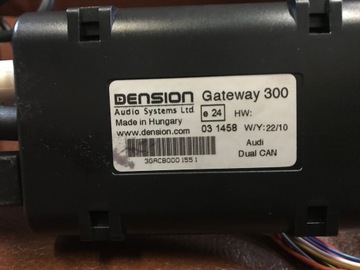 DENSION Gateway 300
Audio Systems Ltd. e 24 HW:
Made in Hungary
www.dension.com 03 1458 W/Y: 22/10
Audi
Dual CAN
3GACB0001551